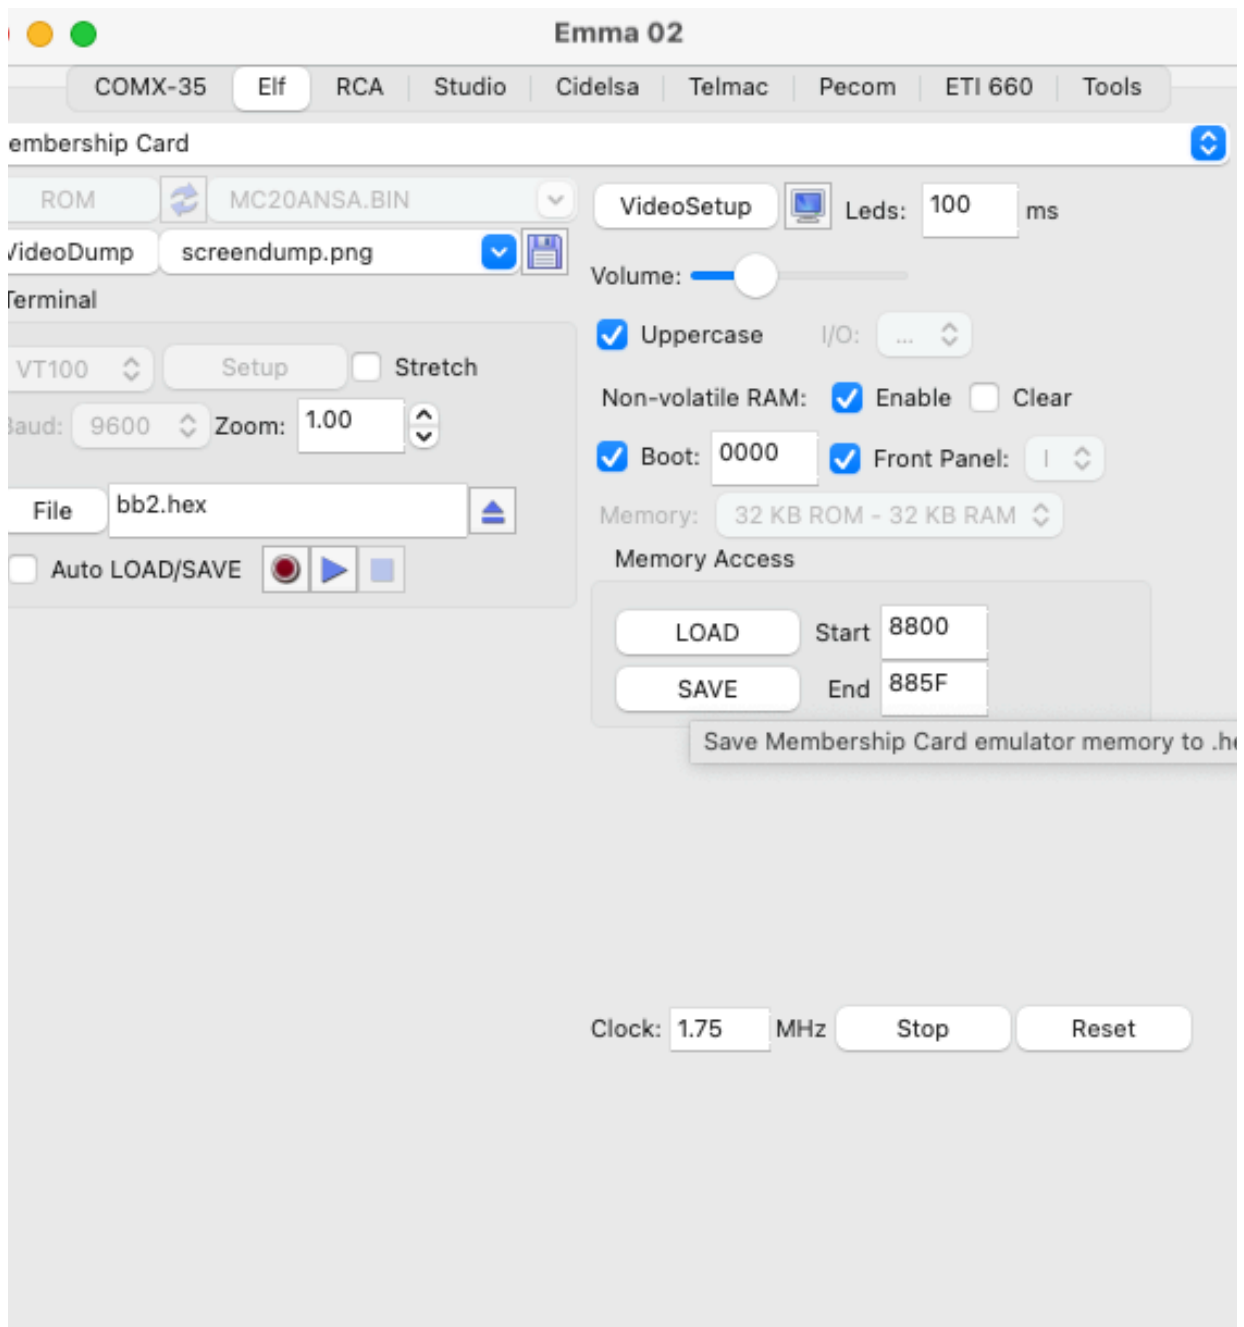 Emma 02
COMX-35 Elf RCA Studio Cidelsa Telmac Pecom ETI 660 Tools
embership Card
ROM MC20ANSA.BIN VideoSetup Leds: 100 ms
VideoDump screendump.png
Volume:
Terminal
Uppercase I/O: ...
VT100 Setup Stretch
Non-volatile RAM: Enable Clear
Baud: 9600 Zoom: 1.00
Boot: 0000 Front Panel: I
File bb2.hex
Memory: 32 KB ROM - 32 KB RAM
Auto LOAD/SAVE
Memory Access
LOAD Start 8800
SAVE End 885F
Save Membership Card emulator memory to .he
Clock: 1.75 MHz Stop Reset